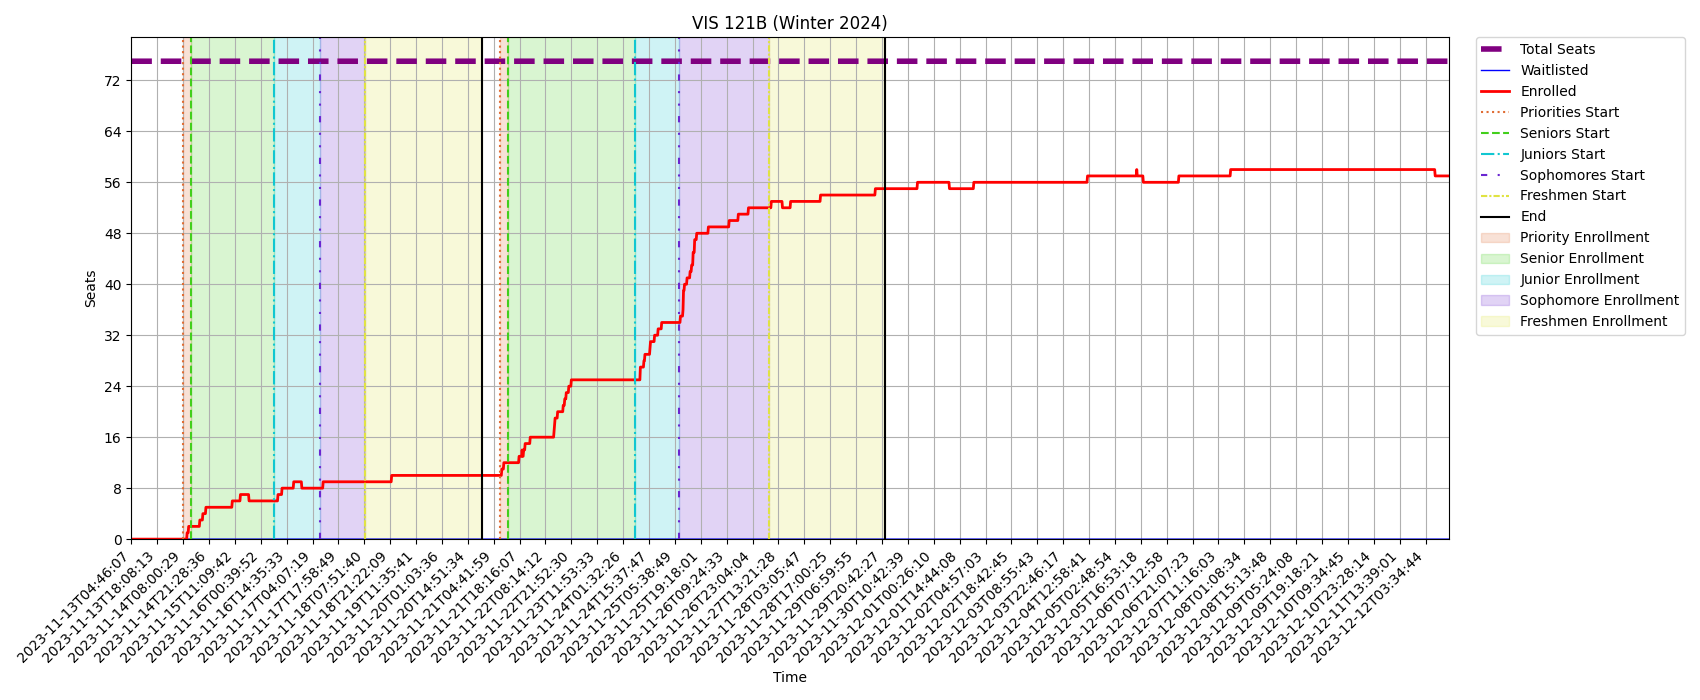 VIS 121B (Winter 2024)
Seats
72
64
56
48
40
32
24
16
8
0
2023-11-13T04:46:07
2023-11-13T18:08:13
2023-11-14T08:00:29
2023-11-14T21:28:36
2023-11-15T11:09:42
2023-11-16T00:39:52
2023-11-16T14:35:33
2023-11-17T04:07:19
2023-11-17T17:58:49
2023-11-18T07:51:40
2023-11-18T21:22:09
2023-11-19T11:35:41
2023-11-20T01:03:36
2023-11-20T14:51:34
2023-11-21T04:41:59
2023-11-21T18:16:07
2023-11-22T08:14:12
2023-11-22T21:52:30
2023-11-23T11:53:33
2023-11-24T01:32:26
2023-11-24T15:37:47
2023-11-25T05:38:49
2023-11-25T19:18:01
2023-11-26T09:24:33
2023-11-26T23:04:04
2023-11-27T13:21:28
2023-11-28T03:05:47
2023-11-28T17:00:25
2023-11-29T06:59:55
2023-11-29T20:42:27
2023-11-30T10:42:39
2023-12-01T00:26:10
2023-12-01T14:44:08
2023-12-02T04:57:03
2023-12-02T18:42:45
2023-12-03T08:55:43
2023-12-03T22:46:17
2023-12-04T12:58:41
2023-12-05T02:48:54
2023-12-05T16:53:18
2023-12-06T07:12:58
2023-12-06T21:07:23
2023-12-07T11:16:03
2023-12-08T01:08:34
2023-12-08T15:13:48
2023-12-09T05:24:08
2023-12-09T19:18:21
2023-12-10T09:34:45
2023-12-10T23:28:14
2023-12-11T13:39:01
2023-12-12T03:34:44
Time
Total Seats
Waitlisted
Enrolled
Priorities Start
Seniors Start
Juniors Start
Sophomores Start
Freshmen Start
End
Priority Enrollment
Senior Enrollment
Junior Enrollment
Sophomore Enrollment
Freshmen Enrollment